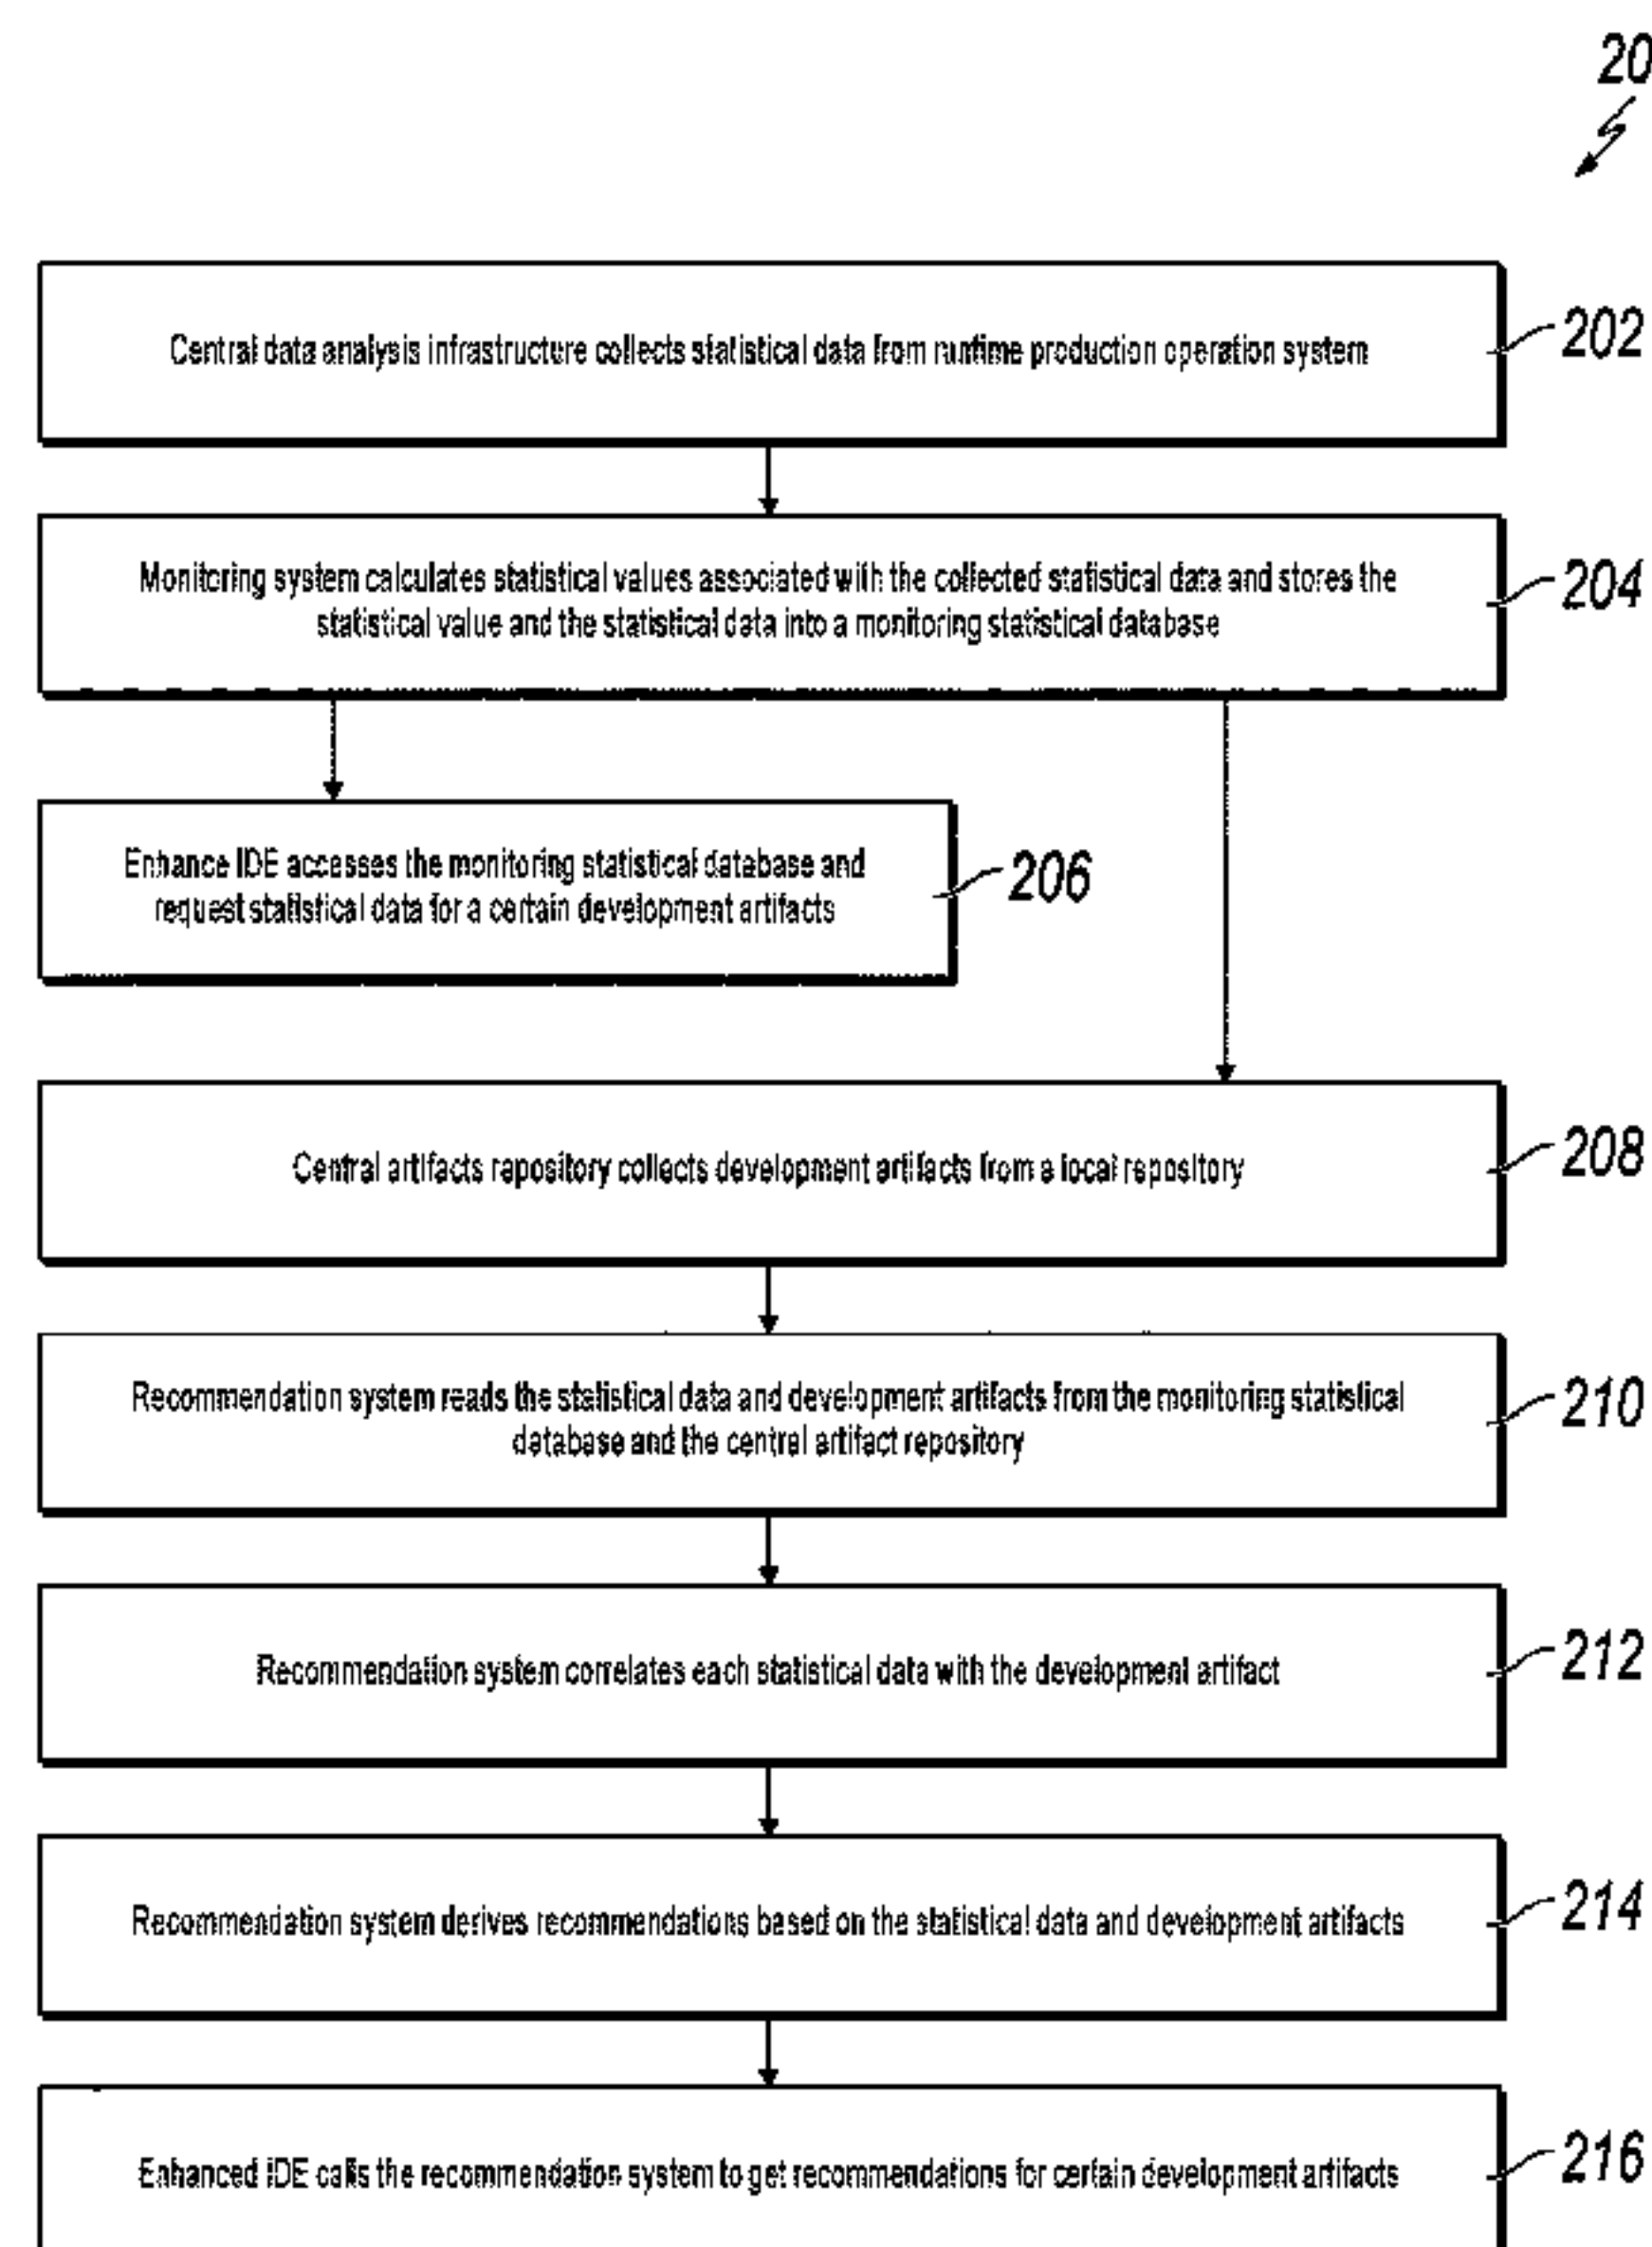 20
Central data analysis infrastructure collects statistical data from runtime production operation system
202
Monitoring system calculates statistical values associated with the collected statistical data and stores the
statistical value and the statistical data into a monitoring statistical database
204
Enhance IDE accesses the monitoring statistical database and
request statistical data for a certain development artifacts
206
Central artifacts repository collects development artifacts from a local repository
208
Recommendation system reads the statistical data and development artifacts from the monitoring statistical
database and the central artifact repository
210
Recommendation system correlates each statistical data with the development artifact
212
Recommendation system derives recommendations based on the statistical data and development artifacts
214
Enhanced IDE calls the recommendation system to get recommendations for certain development artifacts
216